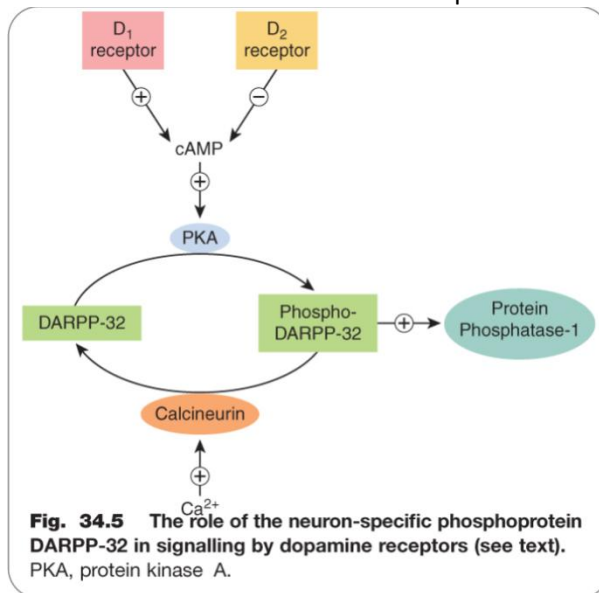 D1
receptor
D2
receptor
+
−
cAMP
+
PKA
DARPP-32
Phospho-
DARPP-32
+
Protein
Phosphatase-1
Calcineurin
+
Ca2+
Fig. 34.5 The role of the neuron-specific phosphoprotein
DARPP-32 in signalling by dopamine receptors (see text).
PKA, protein kinase A.